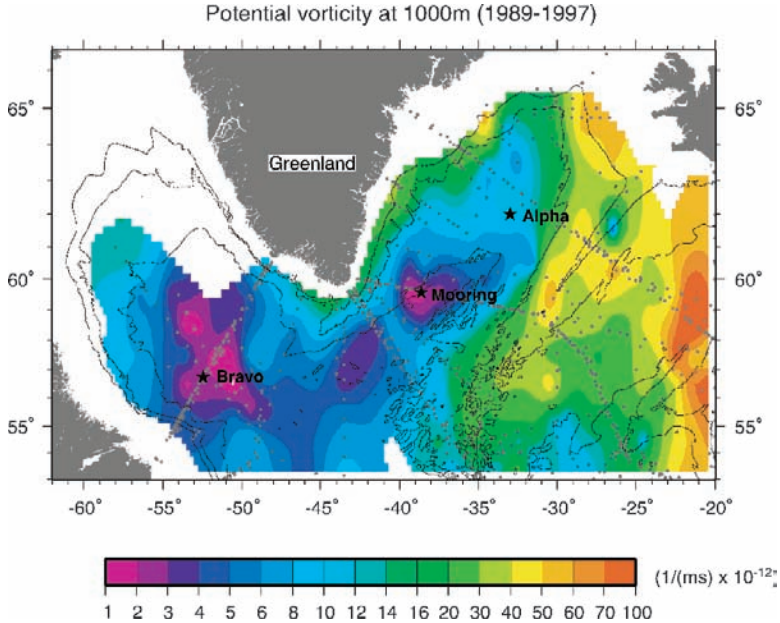 Potential vorticity at 1000m (1989-1997)
65°
65°
Greenland
Alpha
60°
Mooring
60°
Bravo
55°
55°
-60° -55° -50° -45° -40° -35° -30° -25° -20°
(1/(ms) x 10⁻¹²
1 2 3 4 5 6 8 10 12 14 16 20 30 40 50 60 70 100